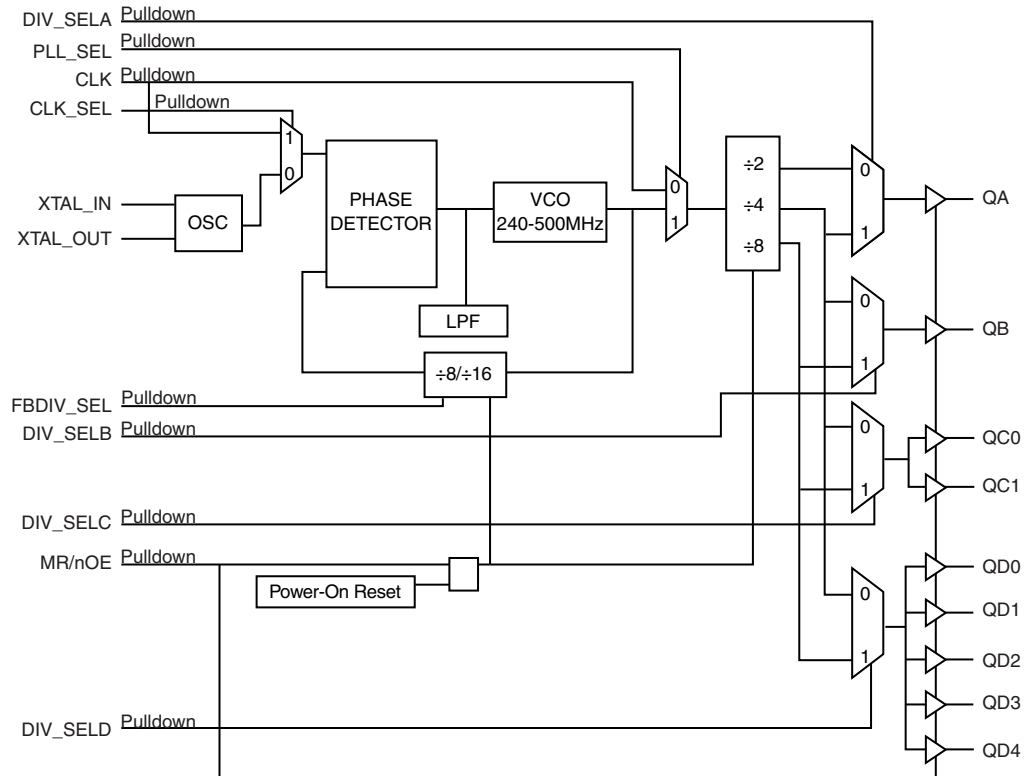 DIV_SELA Pulldown
PLL_SEL Pulldown
CLK Pulldown
CLK_SEL Pulldown
1
0
XTAL_IN
XTAL_OUT
OSC
PHASE
DETECTOR
VCO
240-500MHz
LPF
÷8/÷16
0
1
÷2
÷4
÷8
0
1
QA
0
1
QB
FBDIV_SEL Pulldown
DIV_SELB Pulldown
0
1
QC0
QC1
DIV_SELC Pulldown
MR/nOE Pulldown
Power-On Reset
0
1
QD0
QD1
QD2
QD3
QD4
DIV_SELD Pulldown